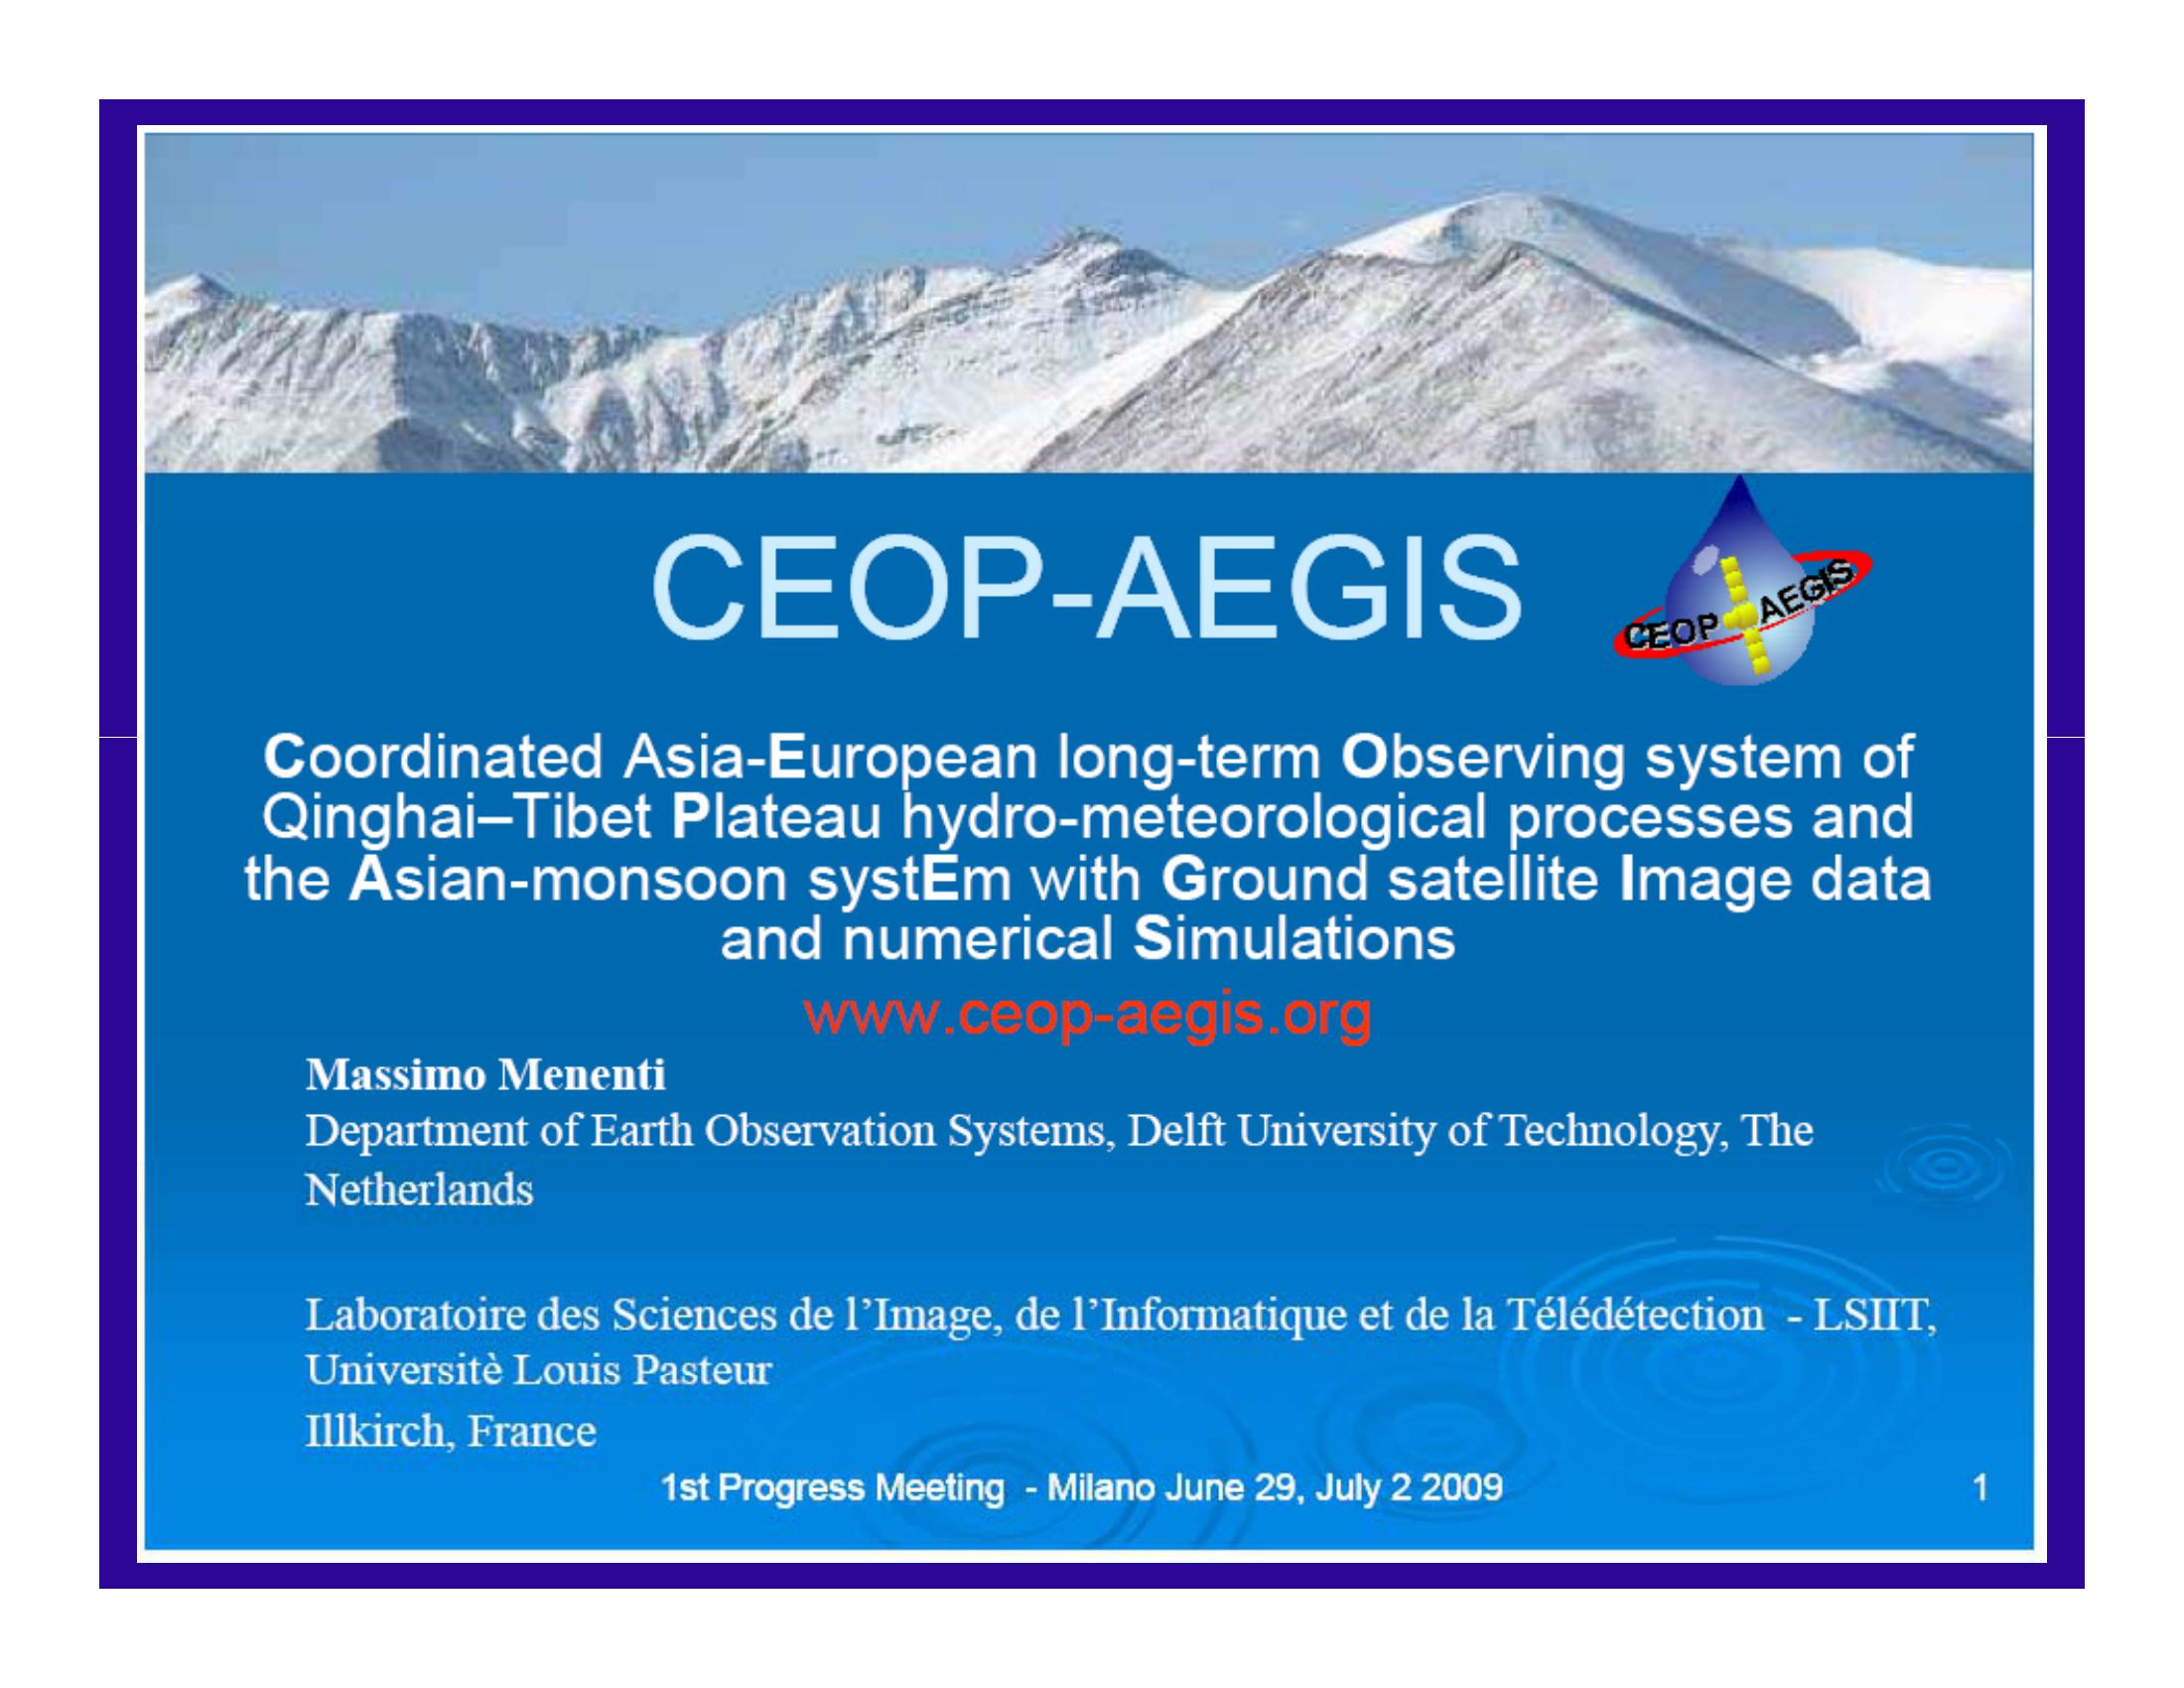 CEOP-AEGIS
CEOP AEGIS
Coordinated Asia-European long-term Observing system of
Qinghai–Tibet Plateau hydro-meteorological processes and
the Asian-monsoon systEm with Ground satellite Image data
and numerical Simulations
www.ceop-aegis.org
Massimo Menenti
Department of Earth Observation Systems, Delft University of Technology, The
Netherlands
Laboratoire des Sciences de l’Image, de l’Informatique et de la Télédétection - LSIIT,
Universitè Louis Pasteur
Illkirch, France
1st Progress Meeting - Milano June 29, July 2 2009
1